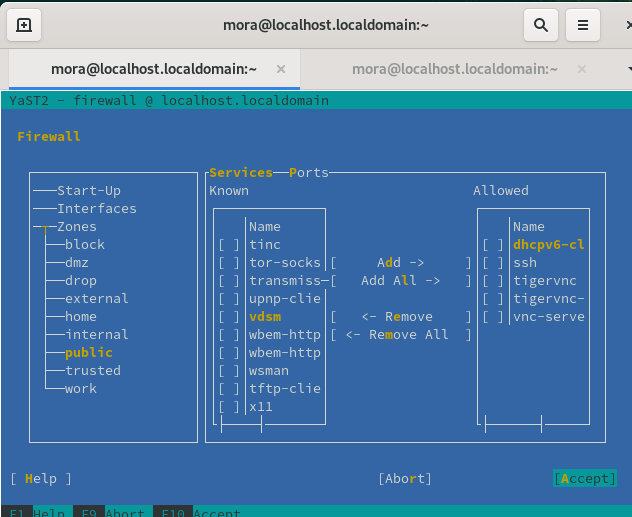 mora@localhost.localdomain:~
mora@localhost.localdomain:~ × mora@localhost.localdomain:~ ×
YaST2 - firewall @ localhost.localdomain
Firewall
Services Ports
Start-Up Known Allowed
Interfaces
Zones Name Name
block [ ] tinc [ ] dhcpv6-cl
dmz [ ] tor-socks [ Add -> ] [ ] ssh
drop [ ] transmiss [ Add All -> ] [ ] tigervnc
external [ ] upnp-clie [ ] tigervnc-
home [ ] vdsm [ <- Remove ] [ ] vnc-serve
internal [ ] wbem-http [ <- Remove All ]
public [ ] wbem-http
trusted [ ] wsman
work [ ] tftp-clie
[ ] x11
[ Help ] [Abort] [Accept]
F1 Help F9 Abort F10 Accept